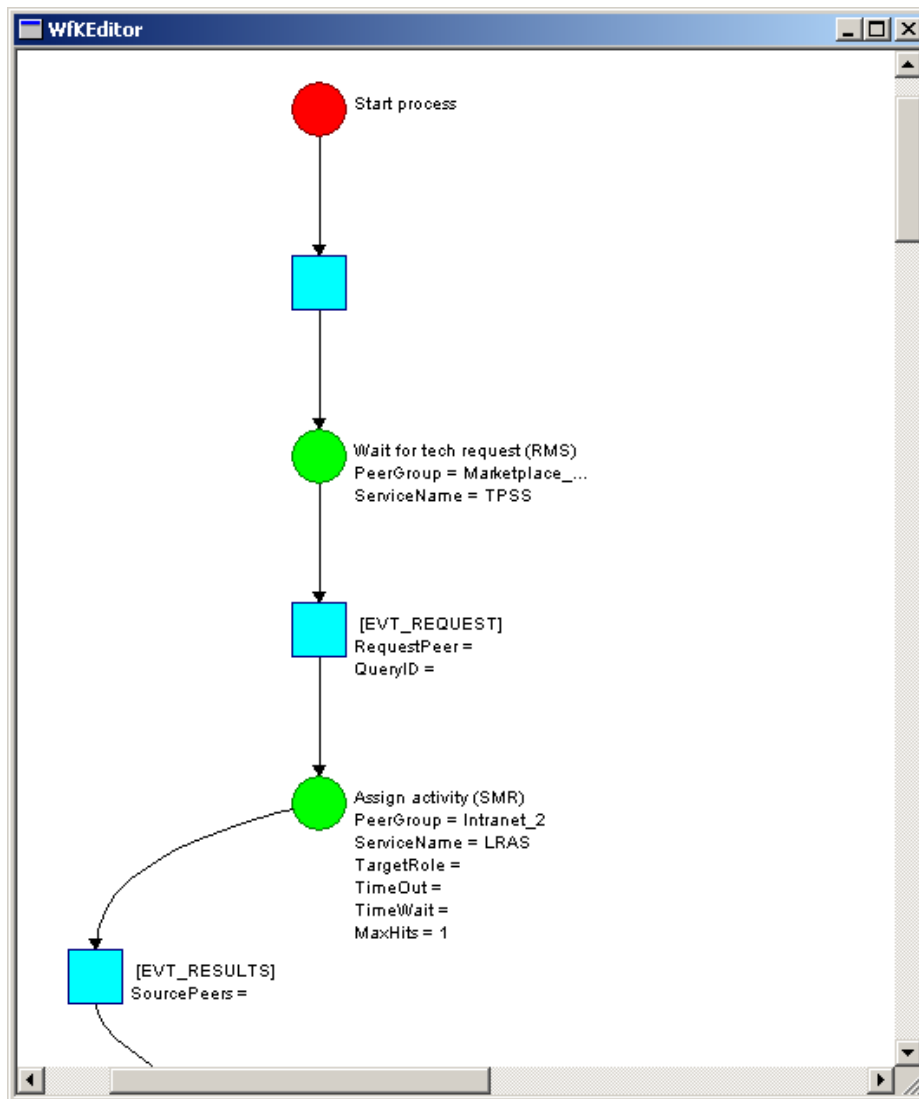 WfKEditor
Start process
Wait for tech request (RMS)
PeerGroup = Marketplace_...
ServiceName = TPSS
[EVT_REQUEST]
RequestPeer =
QueryID =
Assign activity (SMR)
PeerGroup = Intranet_2
ServiceName = LRAS
TargetRole =
TimeOut =
TimeWait =
MaxHits = 1
[EVT_RESULTS]
SourcePeers =